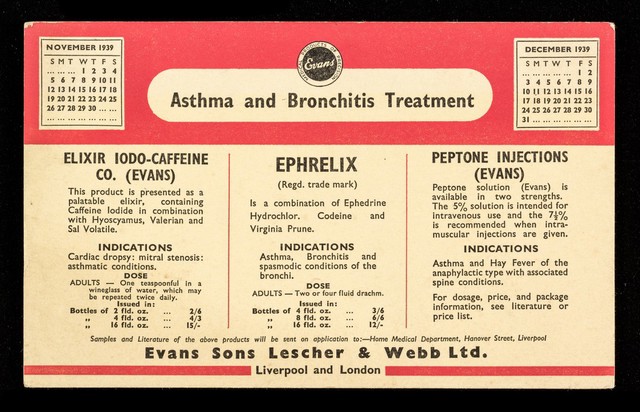 NOVEMBER 1939
S M T W T F S
... ... ... 1 2 3 4
5 6 7 8 9 10 11
12 13 14 15 16 17 18
19 20 21 22 23 24 25
26 27 28 29 30 ... ...
Evans
Asthma and Bronchitis Treatment
DECEMBER 1939
S M T W T F S
... ... ... ... ... 1 2
3 4 5 6 7 8 9
10 11 12 13 14 15 16
17 18 19 20 21 22 23
24 25 26 27 28 29 30
31 ... ... ... ... ... ...
ELIXIR IODO-CAFFEINE
CO. (EVANS)
This product is presented as a
palatable elixir, containing
Caffeine Iodide in combination
with Hyoscyamus, Valerian and
Sal Volatile.
INDICATIONS
Cardiac dropsy: mitral stenosis:
asthmatic conditions.
DOSE
ADULTS — One teaspoonful in a
wineglass of water, which may
be repeated twice daily.
Issued in:
Bottles of 2 fld. oz. ... 2/6
„ 4 fld. oz. ... 4/3
„ 16 fld. oz. ... 15/-
EPHRELIX
(Regd. trade mark)
Is a combination of Ephedrine
Hydrochlor. Codeine and
Virginia Prune.
INDICATIONS
Asthma, Bronchitis and
spasmodic conditions of the
bronchi.
DOSE
ADULTS — Two or four fluid drachm.
Issued in:
Bottles of 4 fld. oz. ... 3/6
„ 8 fld. oz. ... 6/6
„ 16 fld. oz. ... 12/-
PEPTONE INJECTIONS
(EVANS)
Peptone solution (Evans) is
available in two strengths.
The 5% solution is intended for
intravenous use and the 7½%
is recommended when intra-
muscular injections are given.
INDICATIONS
Asthma and Hay Fever of the
anaphylactic type with associated
spine conditions.
For dosage, price, and package
information, see literature or
price list.
Samples and Literature of the above products will be sent on application to:—Home Medical Department, Hanover Street, Liverpool
Evans Sons Lescher & Webb Ltd.
Liverpool and London